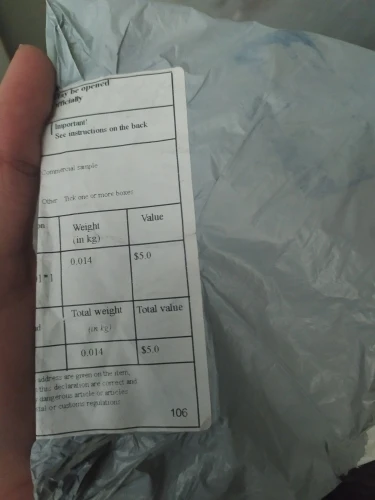 be opened
officially
Important!
See instructions on the back
Commercial sample
Other Tick one or more boxes
Weight Value
(in kg)
0.014 $5.0
Total weight Total value
(in kg)
0.014 $5.0
address are given on the item,
this declaration are correct and
dangerous article or articles
or customs regulations
106